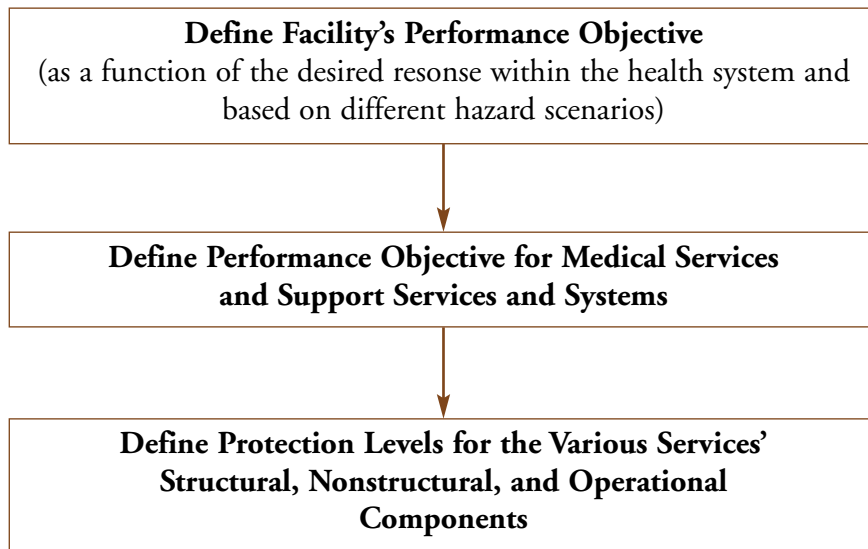 Define Facility’s Performance Objective
(as a function of the desired resonse within the health system and
based on different hazard scenarios)
Define Performance Objective for Medical Services
and Support Services and Systems
Define Protection Levels for the Various Services’
Structural, Nonstructural, and Operational
Components